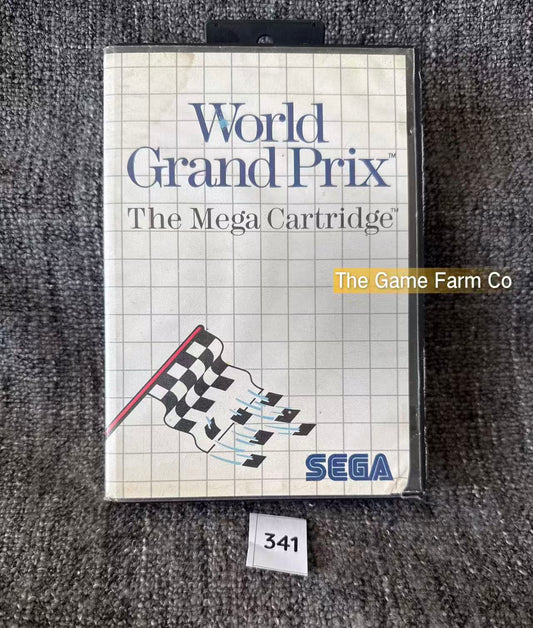 World
Grand Prix™
The Mega Cartridge™
The Game Farm Co
SEGA
341